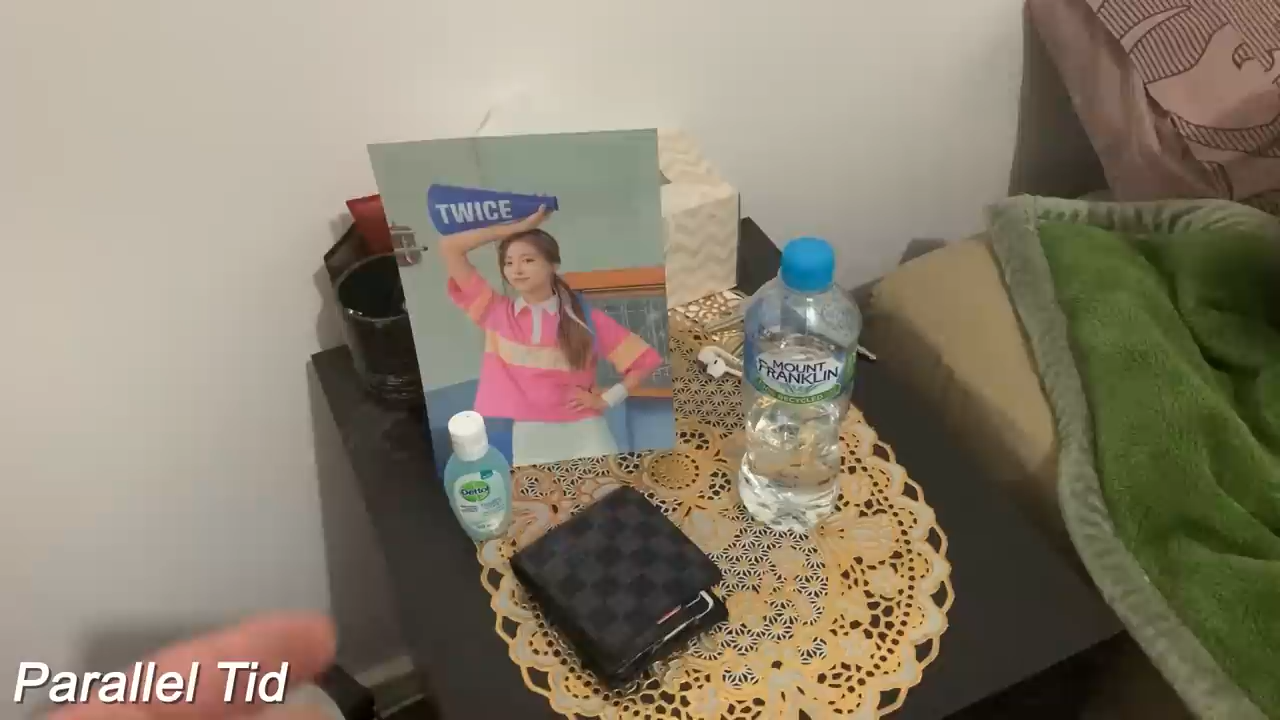 TWICE
MOUNT
FRANKLIN
RECYCLED
Dettol
Parallel Tid